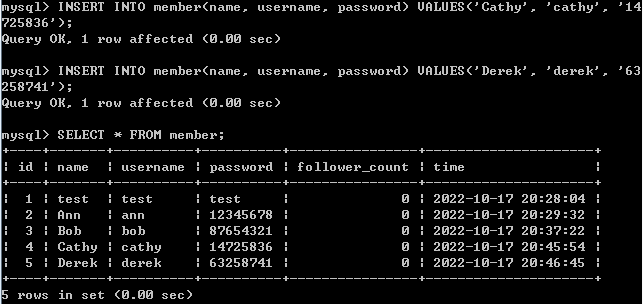 mysql> INSERT INTO member(name, username, password) VALUES('Cathy', 'cathy', '14
725836');
Query OK, 1 row affected (0.00 sec)
mysql> INSERT INTO member(name, username, password) VALUES('Derek', 'derek', '63
258741');
Query OK, 1 row affected (0.00 sec)
mysql> SELECT * FROM member;
+----+-------+----------+----------+----------------+---------------------+
| id | name | username | password | follower_count | time |
+----+-------+----------+----------+----------------+---------------------+
| 1 | test | test | test | 0 | 2022-10-17 20:28:04 |
| 2 | Ann | ann | 12345678 | 0 | 2022-10-17 20:29:32 |
| 3 | Bob | bob | 87654321 | 0 | 2022-10-17 20:37:22 |
| 4 | Cathy | cathy | 14725836 | 0 | 2022-10-17 20:45:54 |
| 5 | Derek | derek | 63258741 | 0 | 2022-10-17 20:46:45 |
+----+-------+----------+----------+----------------+---------------------+
5 rows in set (0.00 sec)